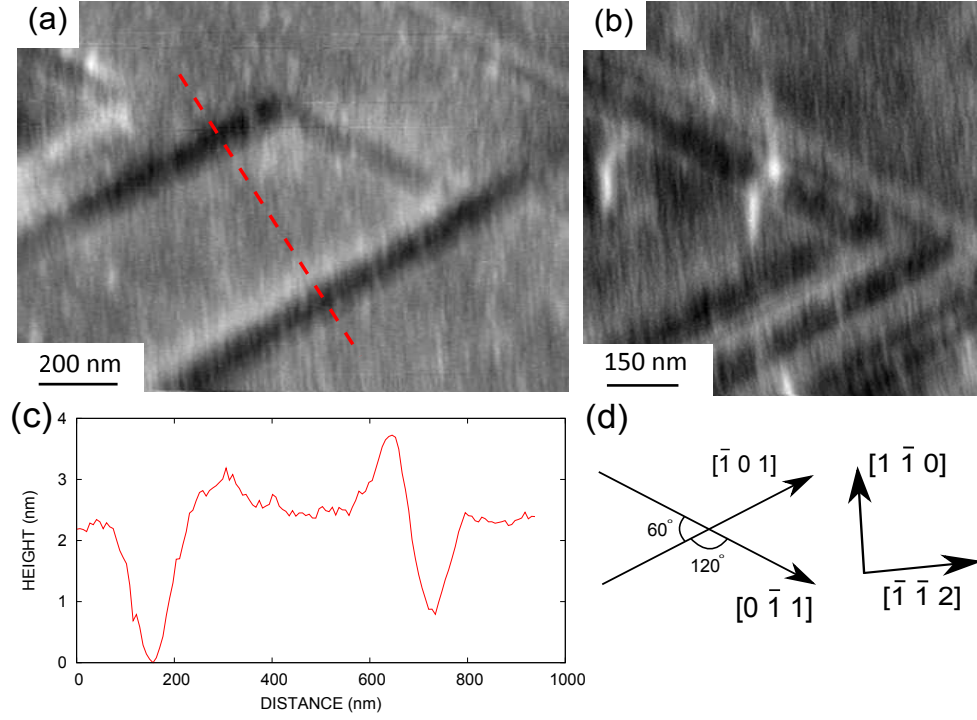 (a)
200 nm
(b)
150 nm
(c)
4
3
2
1
0
HEIGHT (nm)
0 200 400 600 800 1000
DISTANCE (nm)
(d)
[1̄ 0 1]
60°
120°
[0 1̄ 1]
[1 1̄ 0]
[1̄ 1̄ 2]